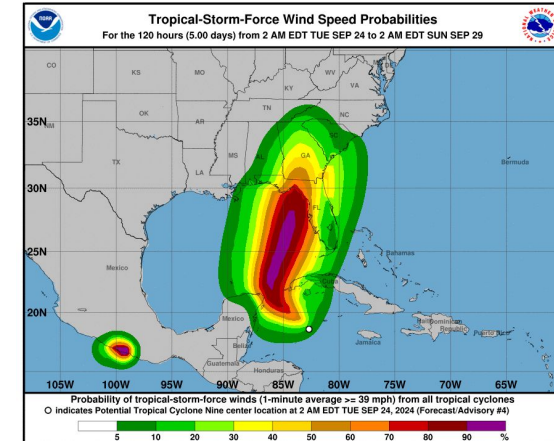 Tropical-Storm-Force Wind Speed Probabilities
For the 120 hours (5.00 days) from 2 AM EDT TUE SEP 24 to 2 AM EDT SUN SEP 29
NOAA
CO
KS
MO
KY
WV
VA
OK
TN
NC
35N
NM
AR
SC
TX
MS
AL
GA
LA
Bermuda
30N
FL
25N
Mexico
Bahamas
Cuba
20N
Mexico
Haiti
Dominican
Republic
Puerto Rico
Belize
Jamaica
Guatemala
Honduras
105W 100W 95W 90W 85W 80W 75W 70W 65W
Probability of tropical-storm-force winds (1-minute average >= 39 mph) from all tropical cyclones
O indicates Potential Tropical Cyclone Nine center location at 2 AM EDT TUE SEP 24, 2024 (Forecast/Advisory #4)
5 10 20 30 40 50 60 70 80 90 %